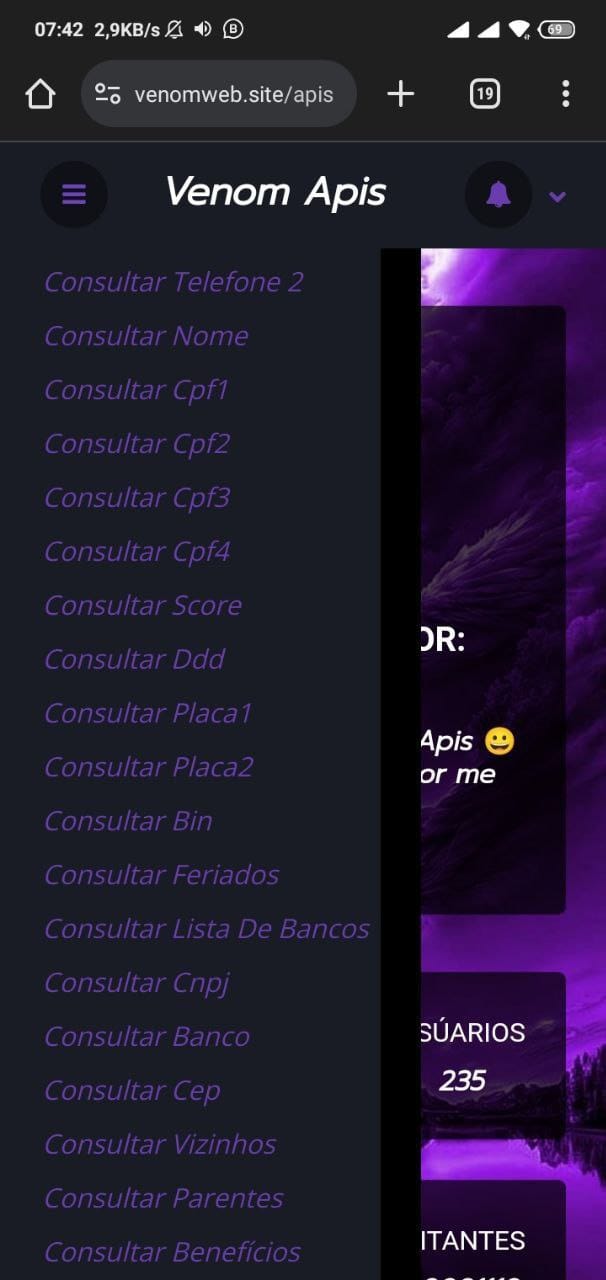 07:42 2,9KB/s
69
venomweb.site/apis
19
Venom Apis
Consultar Telefone 2
Consultar Nome
Consultar Cpf1
Consultar Cpf2
Consultar Cpf3
Consultar Cpf4
Consultar Score
Consultar Ddd
Consultar Placa1
Consultar Placa2
Consultar Bin
Consultar Feriados
Consultar Lista De Bancos
Consultar Cnpj
Consultar Banco
Consultar Cep
Consultar Vizinhos
Consultar Parentes
Consultar Benefícios
OR:
Apis 😀
or me
SÚARIOS
235
ITANTES